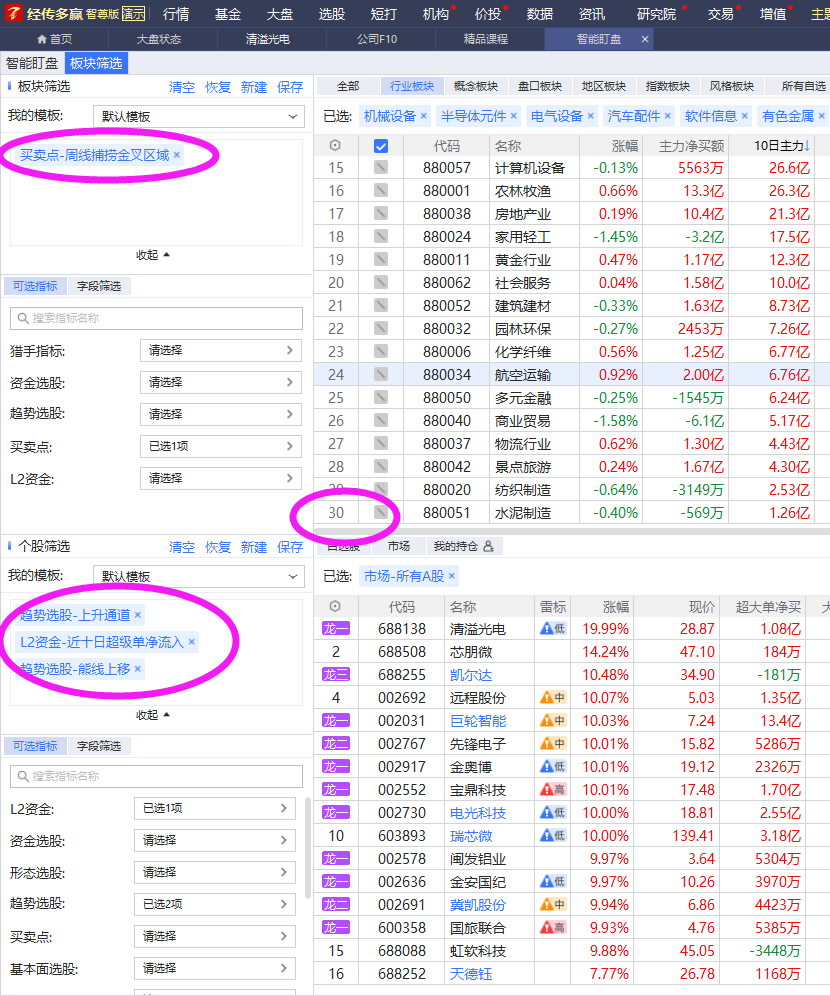 经传多赢 智尊版 演示 行情 基金 大盘 选股 短打 机构 价投 数据 资讯 研究院 交易 增值
首页 大盘状态 清溢光电 公司F10 精品课程 智能盯盘 ×
智能盯盘 板块筛选
板块筛选 清空 恢复 新建 保存
我的模板: 默认模板
买卖点-周线捕捞金叉区域 ×
收起
可选指标 字段筛选
搜索指标名称
猎手指标: 请选择
资金选股: 请选择
趋势选股: 请选择
买卖点: 已选1项
L2资金: 请选择
全部 行业板块 概念板块 盘口板块 地区板块 指数板块 风格板块 所有自选
已选: 机械设备 × 半导体元件 × 电气设备 × 汽车配件 × 软件信息 × 有色金属 ×
代码 名称 涨幅 主力净买额 10日主力↓
15 880057 计算机设备 -0.13% 5563万 26.6亿
16 880001 农林牧渔 0.66% 13.3亿 26.3亿
17 880038 房地产业 0.19% 10.4亿 21.3亿
18 880024 家用轻工 -1.45% -3.2亿 17.5亿
19 880011 黄金行业 0.47% 1.17亿 12.3亿
20 880062 社会服务 0.04% 1.58亿 10.0亿
21 880052 建筑建材 -0.33% 1.63亿 8.73亿
22 880032 园林环保 -0.27% 2453万 7.26亿
23 880006 化学纤维 0.56% 1.25亿 6.77亿
24 880034 航空运输 0.92% 2.00亿 6.76亿
25 880050 多元金融 -0.25% -1545万 6.24亿
26 880040 商业贸易 -1.58% -6.1亿 5.17亿
27 880037 物流行业 0.62% 1.30亿 4.43亿
28 880042 景点旅游 0.24% 1.67亿 4.30亿
29 880020 纺织制造 -0.64% -3149万 2.53亿
30 880051 水泥制造 -0.40% -569万 1.26亿
个股筛选 清空 恢复 新建 保存
我的模板: 默认模板
趋势选股-上升通道 ×
L2资金-近十日超级单净流入 ×
趋势选股-熊线上移 ×
收起
可选指标 字段筛选
搜索指标名称
L2资金: 已选1项
资金选股: 请选择
形态选股: 请选择
趋势选股: 已选2项
买卖点: 请选择
基本面选股: 请选择
自选股 市场 我的持仓
已选: 市场-所有A股 ×
代码 名称 雷标 涨幅 现价 超大单净买
龙一 688138 清溢光电 低 19.99% 28.87 1.08亿
2 688508 芯朋微 14.24% 47.10 184万
龙三 688255 凯尔达 10.48% 34.90 -181万
4 002692 远程股份 中 10.07% 5.03 1.35亿
龙一 002031 巨轮智能 中 10.03% 7.24 13.4亿
龙二 002767 先锋电子 中 10.01% 15.82 5286万
龙一 002917 金奥博 低 10.01% 19.12 2326万
龙一 002552 宝鼎科技 高 10.01% 17.48 1.70亿
龙一 002730 电光科技 低 10.00% 18.81 2.55亿
10 603893 瑞芯微 低 10.00% 139.41 3.18亿
龙一 002578 闽发铝业 9.97% 3.64 5304万
龙一 002636 金安国纪 低 9.97% 10.26 3970万
龙二 002691 冀凯股份 中 9.94% 6.86 4423万
龙一 600358 国旅联合 高 9.93% 4.76 5385万
15 688088 虹软科技 9.88% 45.05 -3448万
16 688252 天德钰 7.77% 26.78 1168万